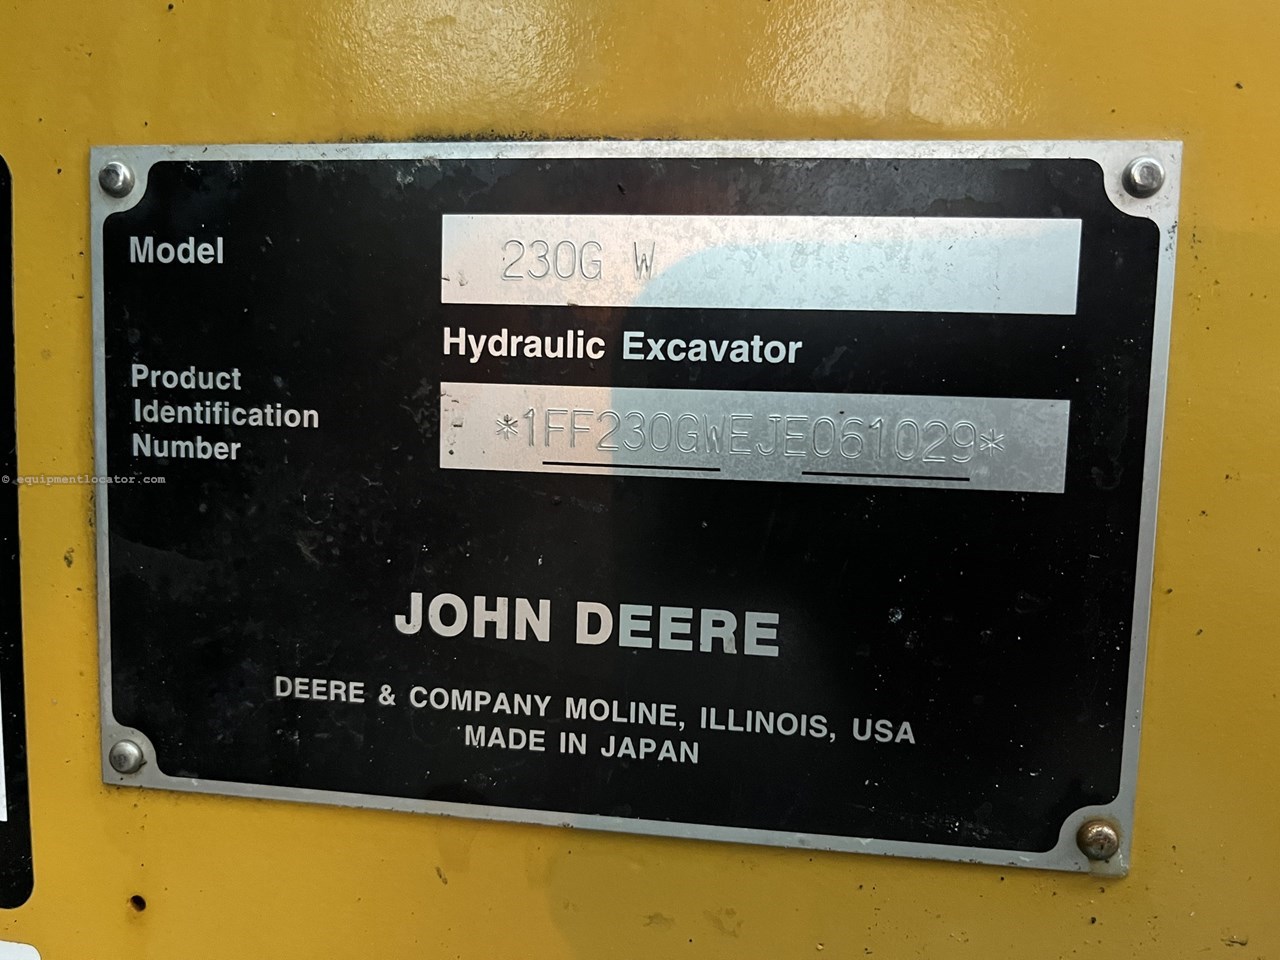 Model
230G W
Hydraulic Excavator
Product
Identification
Number
*1FF230GWEJE061029*
© equipmentlocator.com
JOHN DEERE
DEERE & COMPANY MOLINE, ILLINOIS, USA
MADE IN JAPAN